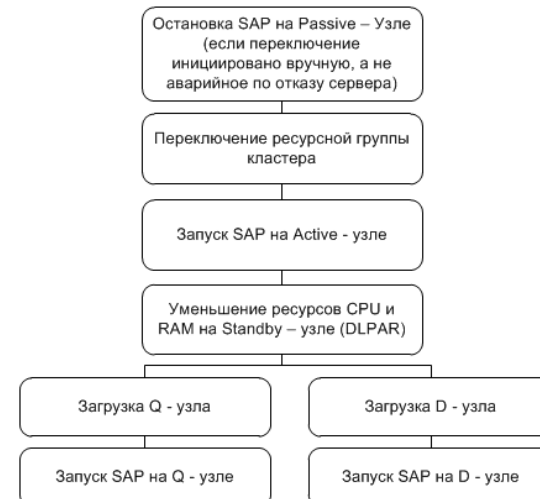 Остановка SAP на Passive – Узле
(если переключение
инициировано вручную, а не
аварийное по отказу сервера)
Переключение ресурсной группы
кластера
Запуск SAP на Active - узле
Уменьшение ресурсов CPU и
RAM на Standby – узле (DLPAR)
Загрузка Q - узла
Загрузка D - узла
Запуск SAP на Q - узле
Запуск SAP на D - узле